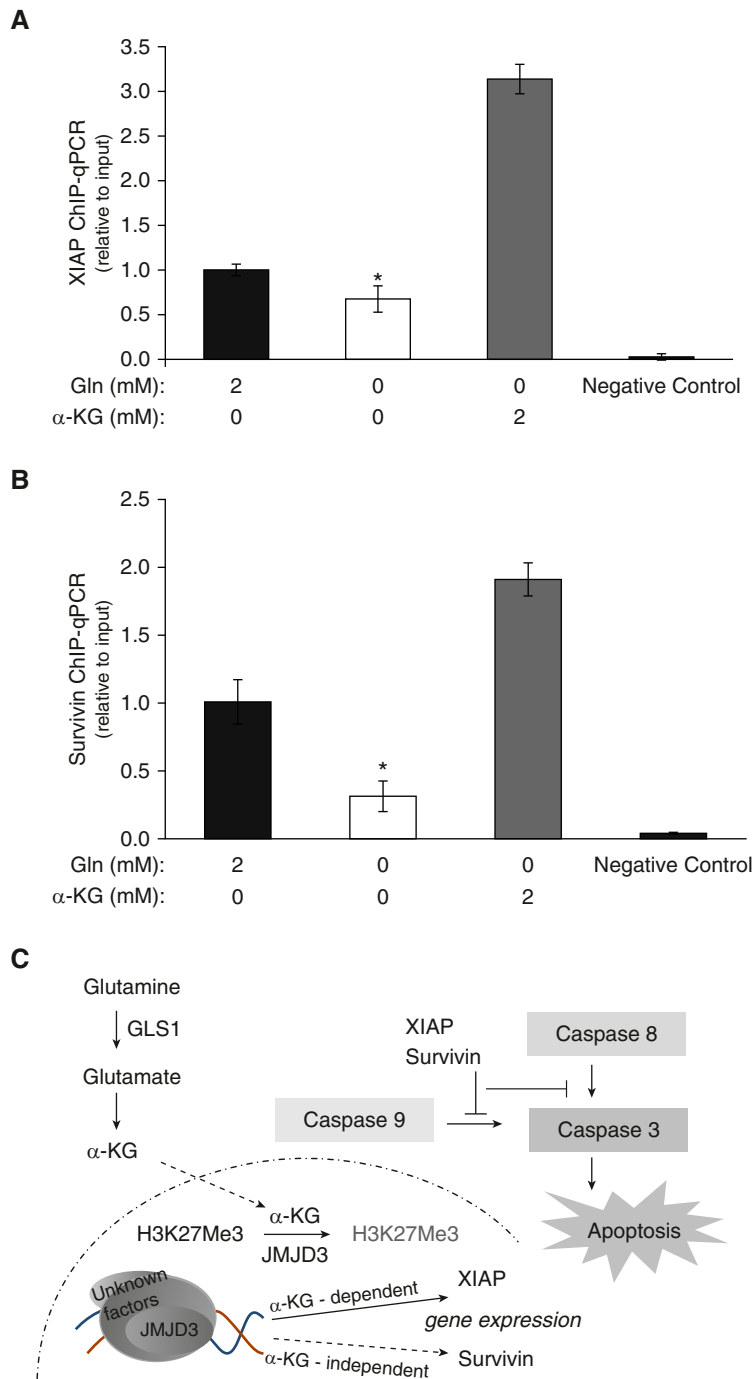 A
XIAP ChIP-qPCR
(relative to input)
3.5
3.0
2.5
2.0
1.5
1.0
0.5
0.0
*
Gln (mM): 2 0 0 Negative Control
α-KG (mM): 0 0 2
B
Survivin ChIP-qPCR
(relative to input)
2.5
2.0
1.5
1.0
0.5
0.0
*
Gln (mM): 2 0 0 Negative Control
α-KG (mM): 0 0 2
C
Glutamine
GLS1
Glutamate
α-KG
XIAP
Survivin
Caspase 8
Caspase 9
Caspase 3
Apoptosis
α-KG
H3K27Me3
JMJD3
H3K27Me3
Unknown
factors
JMJD3
α-KG - dependent
XIAP
gene expression
α-KG - independent
Survivin